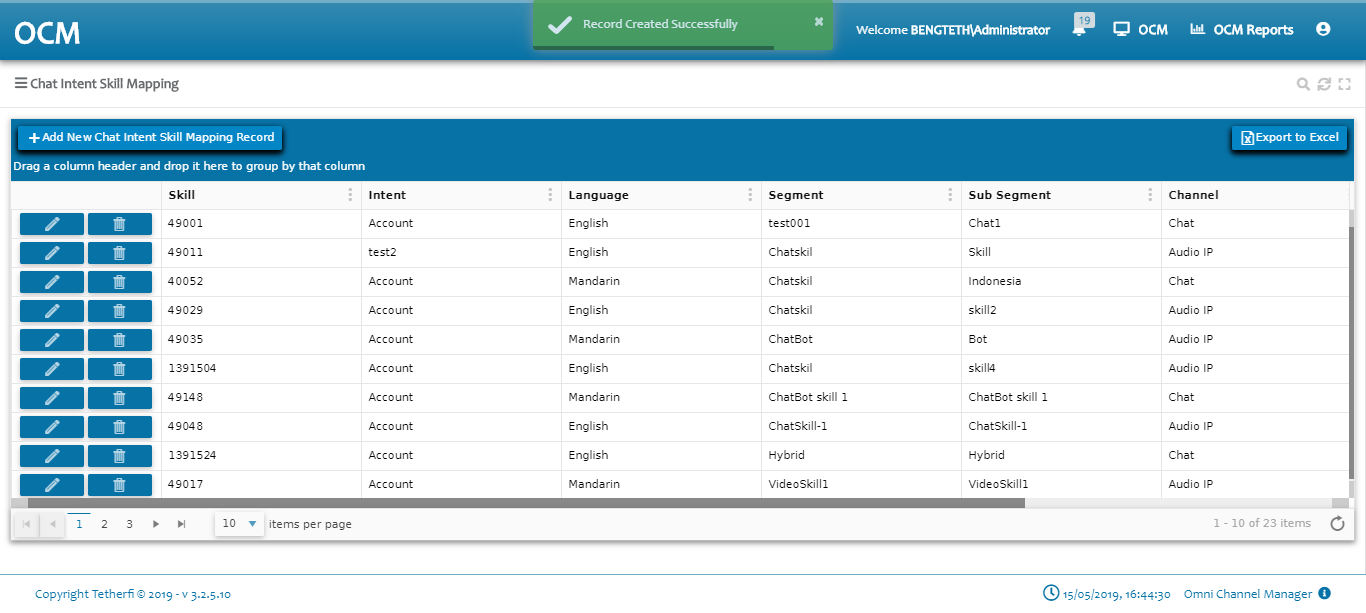 OCM
Record Created Successfully
Welcome BENGTETH\Administrator
19
OCM
OCM Reports
Chat Intent Skill Mapping
Add New Chat Intent Skill Mapping Record
Export to Excel
Drag a column header and drop it here to group by that column
Skill Intent Language Segment Sub Segment Channel
49001 Account English test001 Chat1 Chat
49011 test2 English Chatskil Skill Audio IP
40052 Account Mandarin Chatskil Indonesia Chat
49029 Account English Chatskil skill2 Audio IP
49035 Account Mandarin ChatBot Bot Audio IP
1391504 Account English Chatskil skill4 Audio IP
49148 Account Mandarin ChatBot skill 1 ChatBot skill 1 Chat
49048 Account English ChatSkill-1 ChatSkill-1 Audio IP
1391524 Account English Hybrid Hybrid Chat
49017 Account Mandarin VideoSkill1 VideoSkill1 Audio IP
1 2 3 10 items per page 1 - 10 of 23 items
Copyright Tetherfi © 2019 - v 3.2.5.10 15/05/2019, 16:44:30 Omni Channel Manager